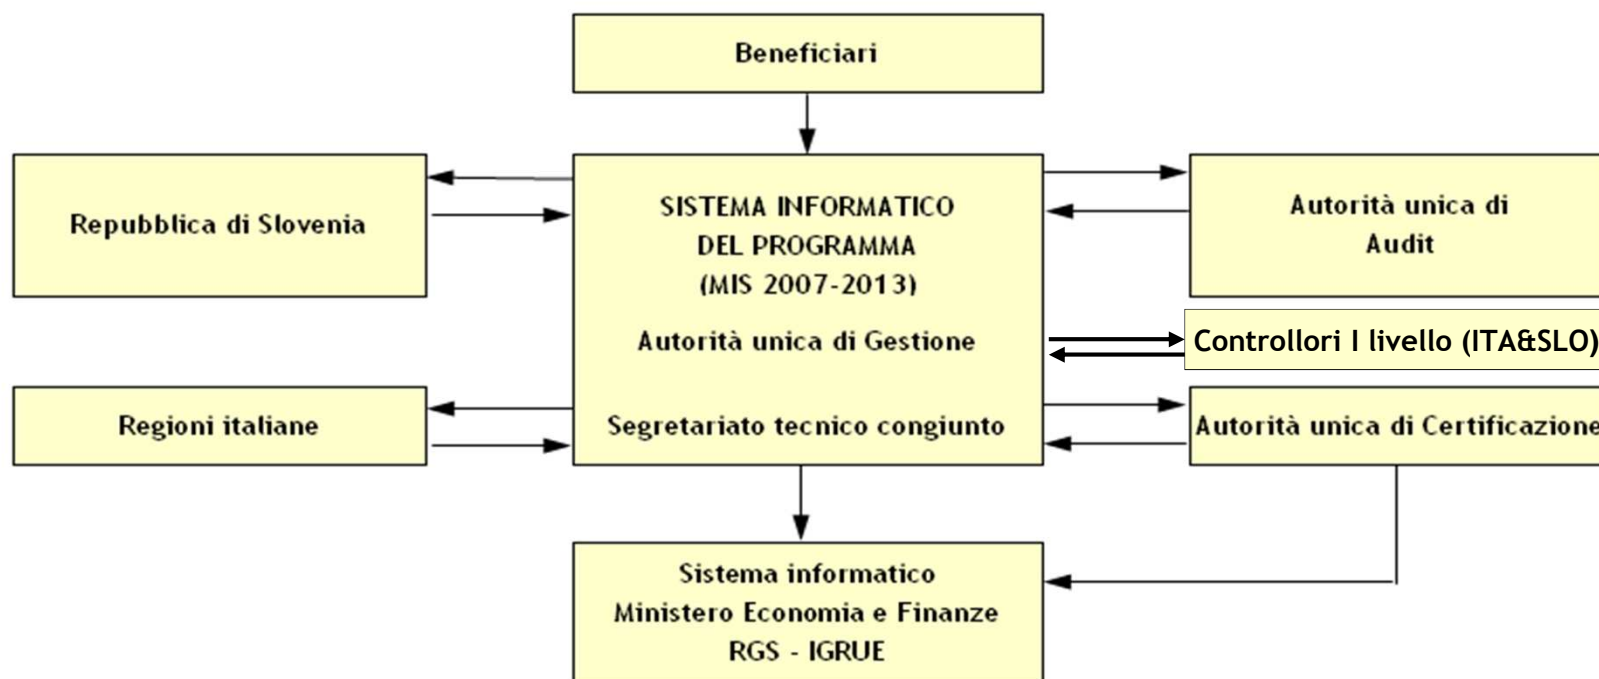 Beneficiari
Repubblica di Slovenia
SISTEMA INFORMATICO
DEL PROGRAMMA
(MIS 2007-2013)
Autorità unica di Gestione
Segretariato tecnico congiunto
Autorità unica di
Audit
Controllori I livello (ITA&SLO)
Regioni italiane
Autorità unica di Certificazione
Sistema informatico
Ministero Economia e Finanze
RGS - IGRUE